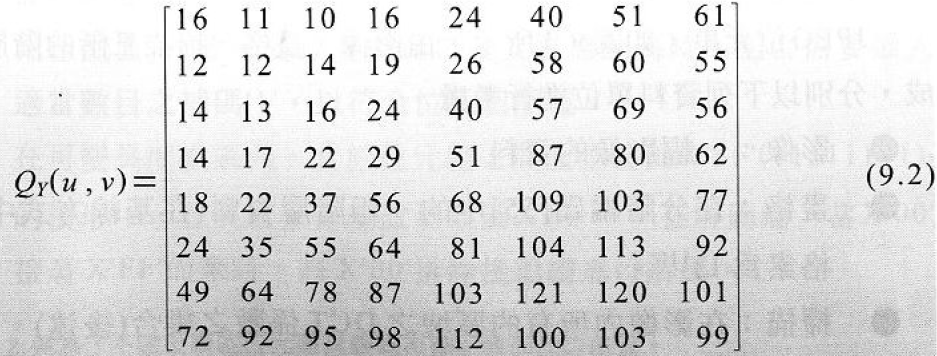 16 11 10 16 24 40 51 61
12 12 14 19 26 58 60 55
14 13 16 24 40 57 69 56
14 17 22 29 51 87 80 62
Q_Y(u , v)= (9.2)
18 22 37 56 68 109 103 77
24 35 55 64 81 104 113 92
49 64 78 87 103 121 120 101
72 92 95 98 112 100 103 99